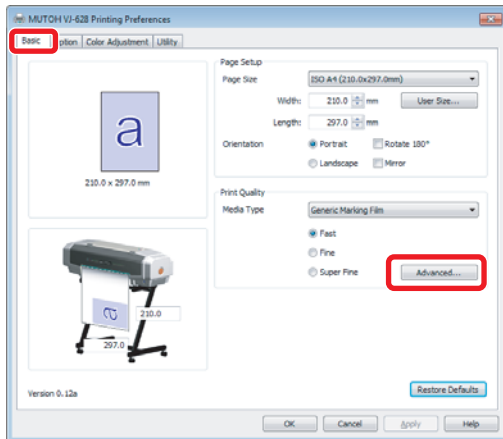 MUTOH VJ-628 Printing Preferences
Basic Option Color Adjustment Utility
a
210.0 x 297.0 mm
Page Setup
Page Size ISO A4 (210.0x297.0mm)
Width: 210.0 mm User Size...
Length: 297.0 mm
Orientation Portrait Rotate 180°
Landscape Mirror
Print Quality
Media Type Generic Marking Film
Fast
Fine
Super Fine Advanced...
a
210.0
297.0
Version 0.12a
Restore Defaults
OK Cancel Apply Help